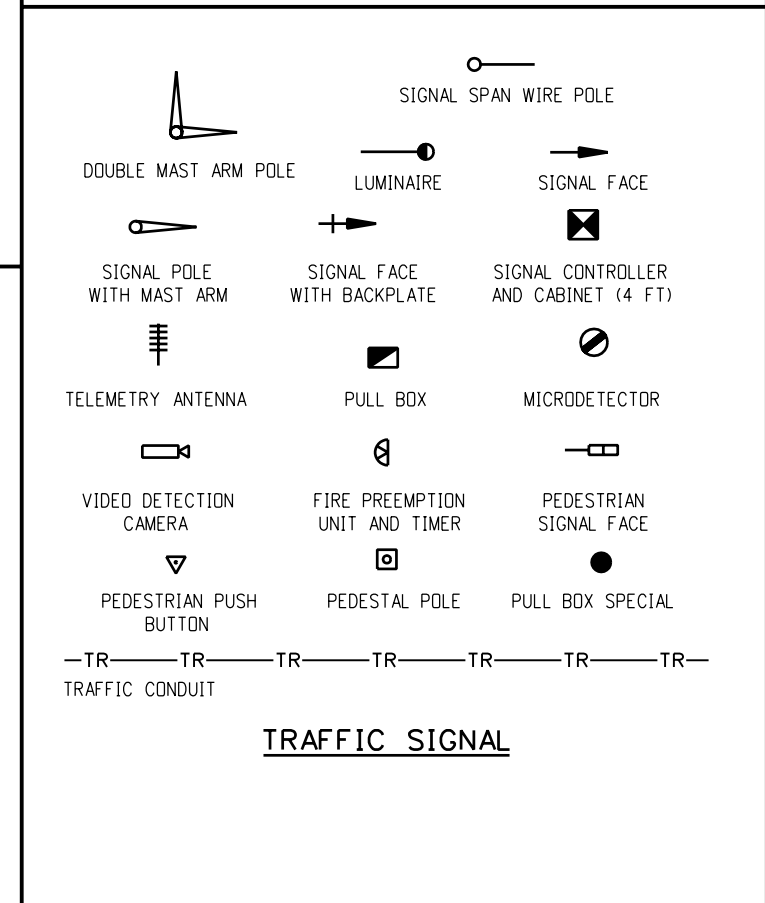 SIGNAL SPAN WIRE POLE
DOUBLE MAST ARM POLE
LUMINAIRE
SIGNAL FACE
SIGNAL POLE
WITH MAST ARM
SIGNAL FACE
WITH BACKPLATE
SIGNAL CONTROLLER
AND CABINET (4 FT)
TELEMETRY ANTENNA
PULL BOX
MICRODETECTOR
VIDEO DETECTION
CAMERA
FIRE PREEMPTION
UNIT AND TIMER
PEDESTRIAN
SIGNAL FACE
PEDESTRIAN PUSH
BUTTON
PEDESTAL POLE
PULL BOX SPECIAL
TR TR TR TR TR TR TR
TRAFFIC CONDUIT
TRAFFIC SIGNAL